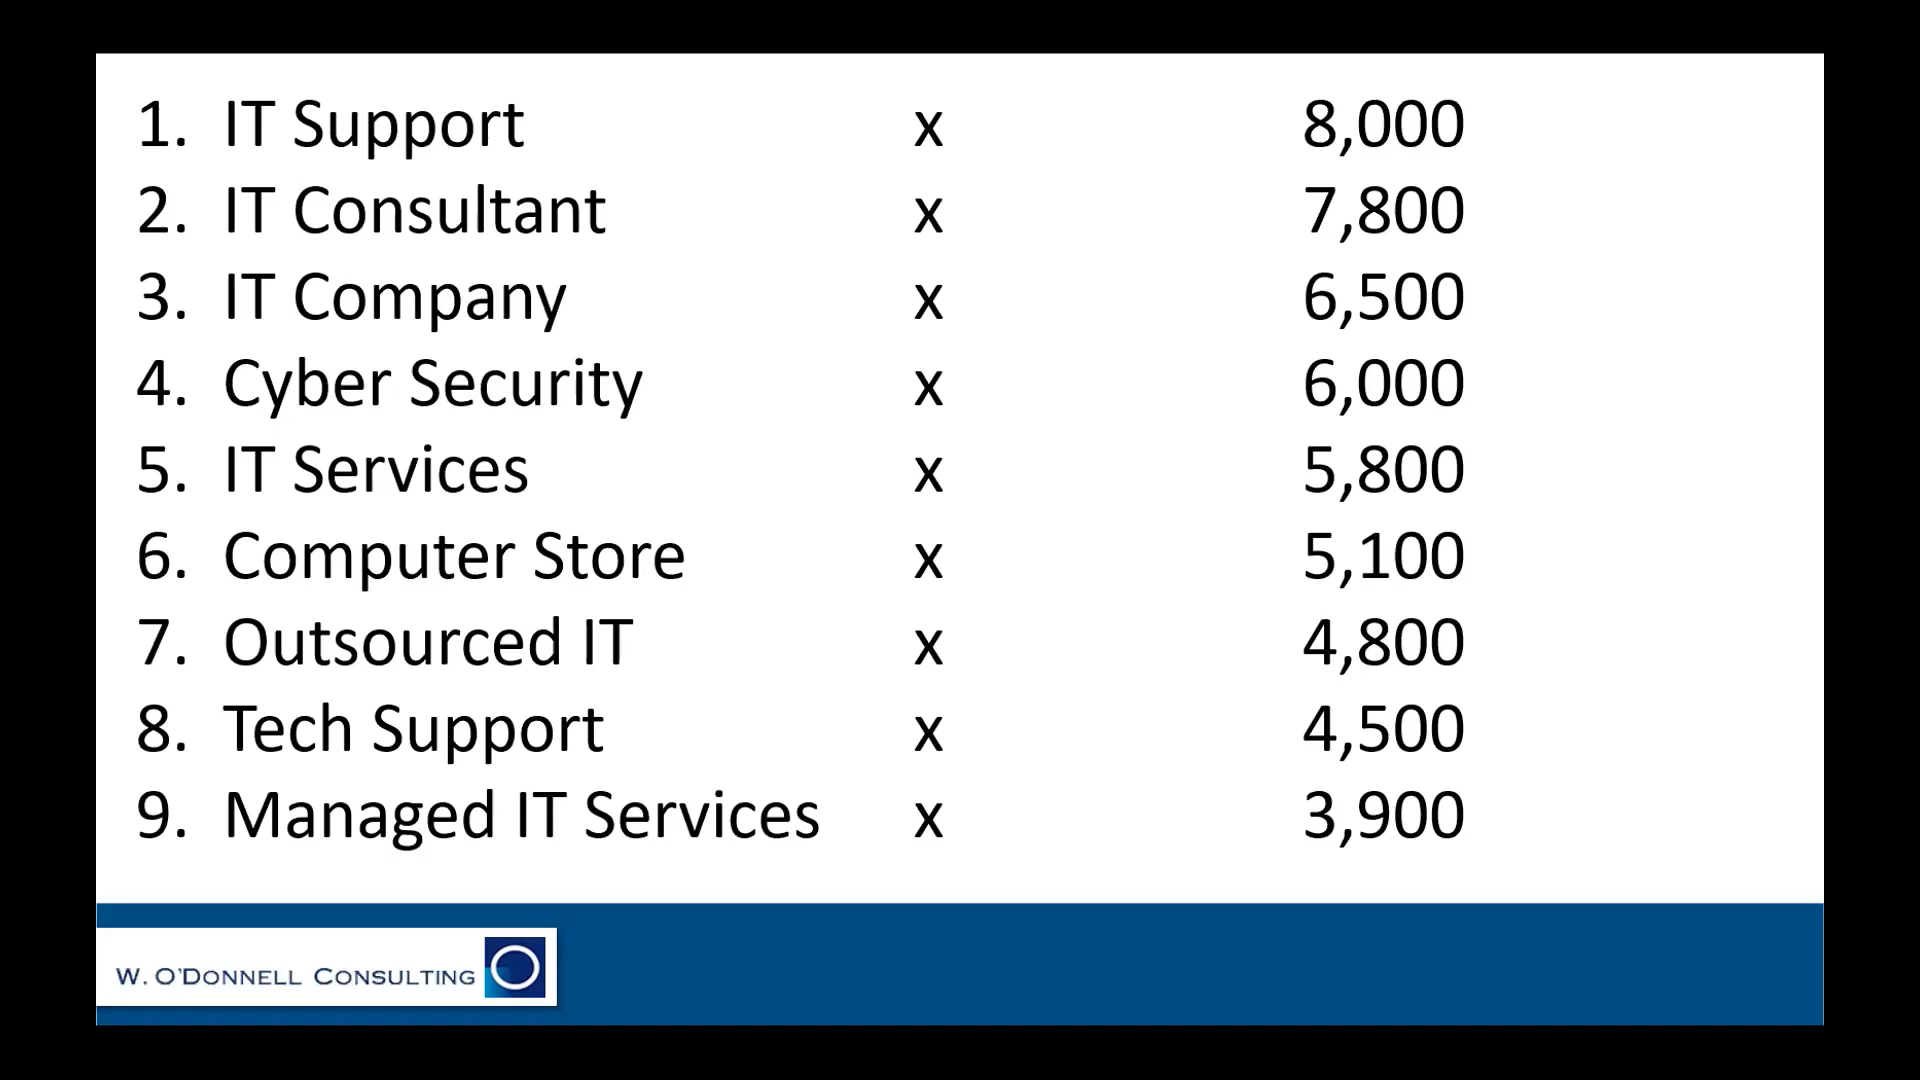 1. IT Support x 8,000
2. IT Consultant x 7,800
3. IT Company x 6,500
4. Cyber Security x 6,000
5. IT Services x 5,800
6. Computer Store x 5,100
7. Outsourced IT x 4,800
8. Tech Support x 4,500
9. Managed IT Services x 3,900
W. O'DONNELL CONSULTING